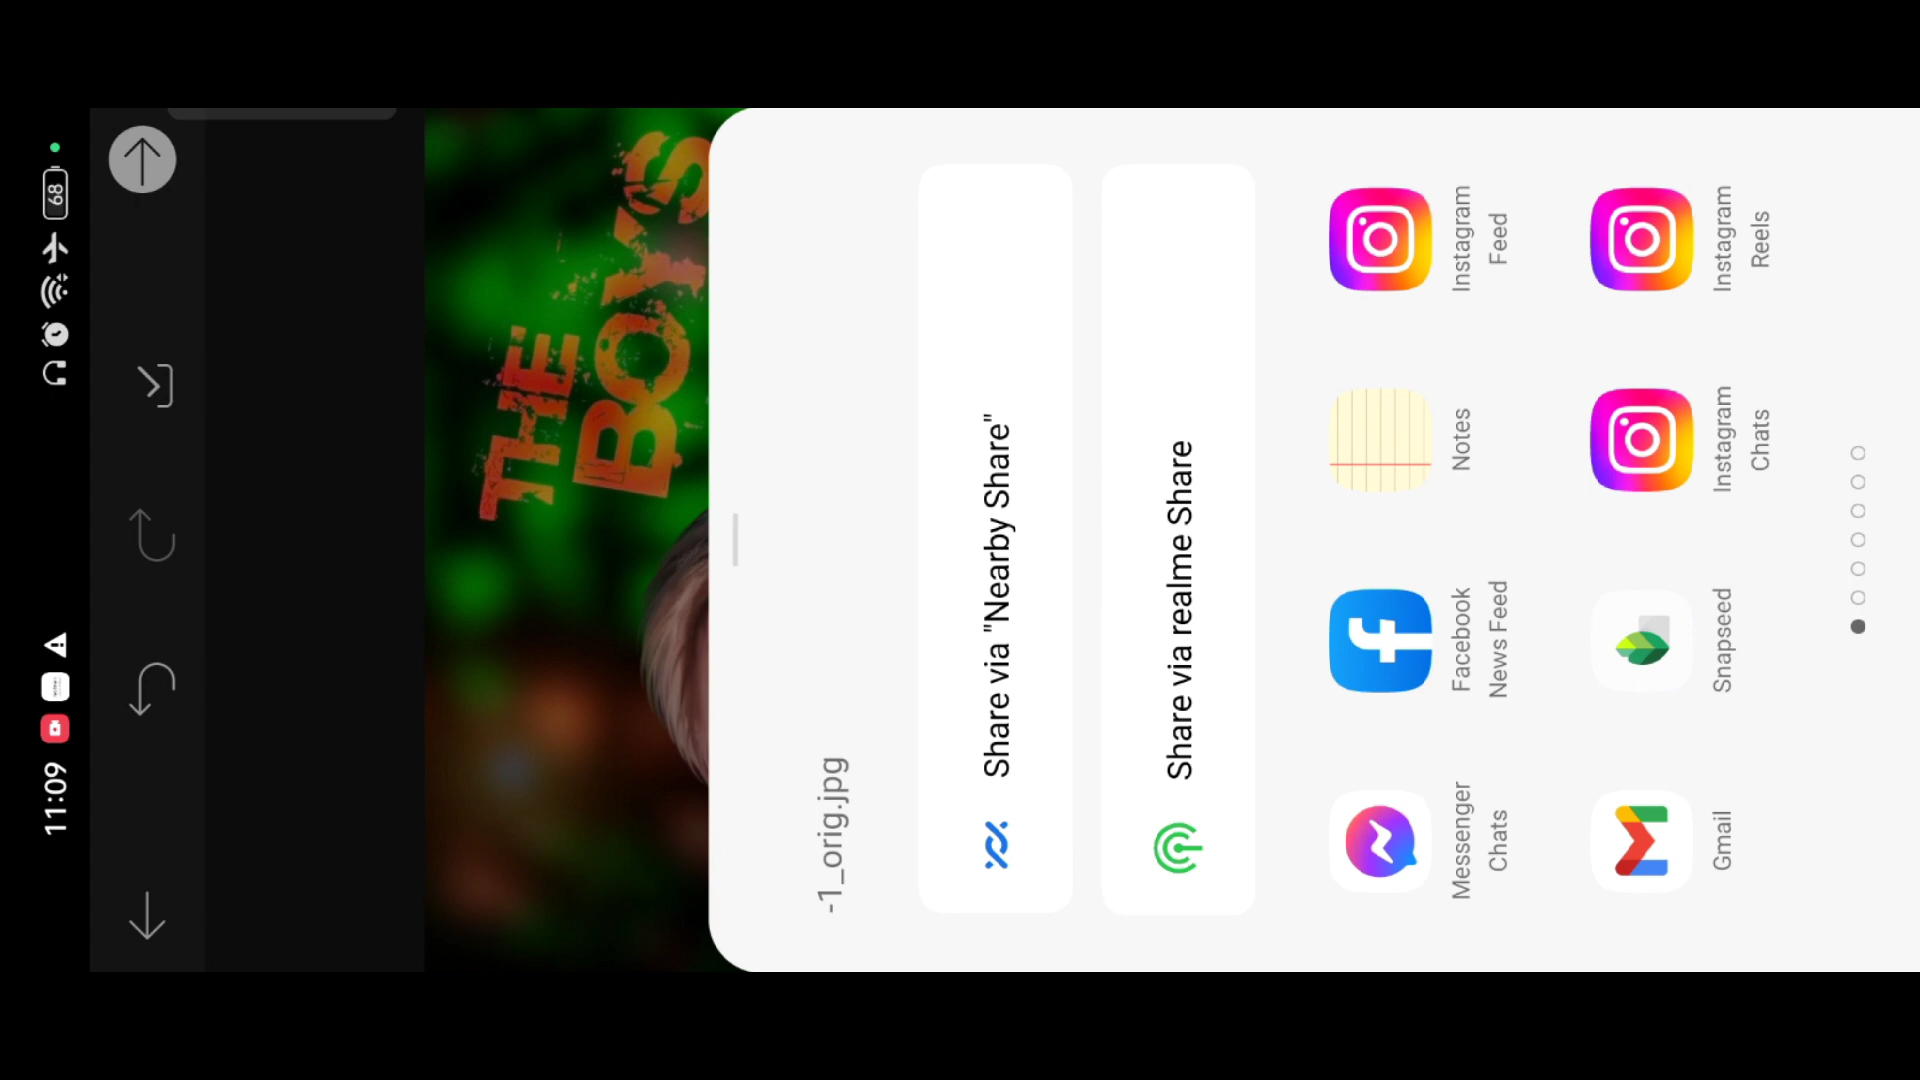 11:09
68
THE
BOYS
-1_orig.jpg
Share via "Nearby Share"
Share via realme Share
Messenger
Chats
Facebook
News Feed
Notes
Instagram
Feed
Gmail
Snapseed
Instagram
Chats
Instagram
Reels